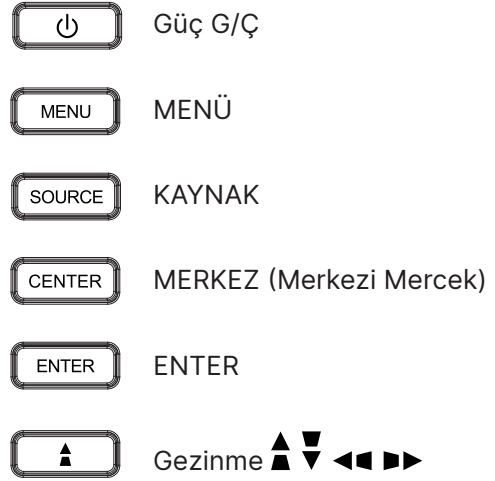 Güç G/Ç
MENU MENÜ
SOURCE KAYNAK
CENTER MERKEZ (Merkezi Mercek)
ENTER ENTER
Gezinme